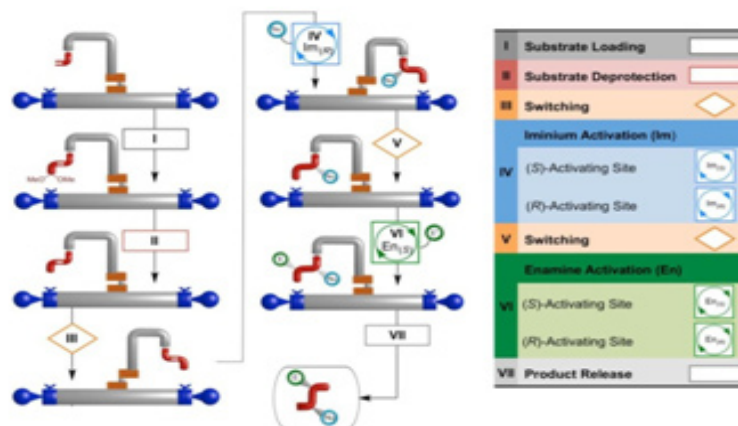 I
MeO
OMe
II
III
IV
Im(R)
V
VI
En(S)
VII
I Substrate Loading
II Substrate Deprotection
III Switching
Iminium Activation (Im)
IV
(S)-Activating Site
(R)-Activating Site
V Switching
Enamine Activation (En)
VI
(S)-Activating Site
(R)-Activating Site
VII Product Release